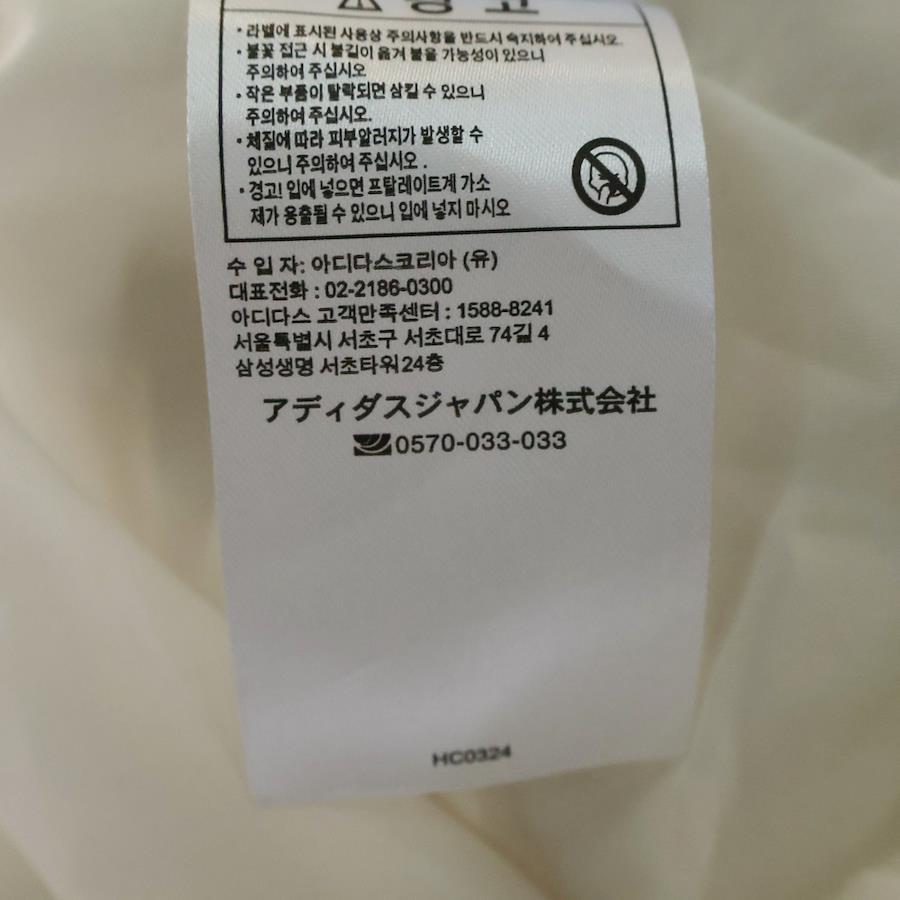 경고
• 라벨에 표시된 사용상 주의사항을 반드시 숙지하여 주십시오.
• 불꽃 접근 시 불길이 옮겨 붙을 가능성이 있으니
주의하여 주십시오
• 작은 부품이 탈락되면 삼킬 수 있으니
주의하여 주십시오.
• 체질에 따라 피부알러지가 발생할 수
있으니 주의하여 주십시오 .
• 경고! 입에 넣으면 프탈레이트계 가소
제가 용출될 수 있으니 입에 넣지 마시오
수 입 자: 아디다스코리아 (유)
대표전화 : 02-2186-0300
아디다스 고객만족센터 : 1588-8241
서울특별시 서초구 서초대로 74길 4
삼성생명 서초타워24층
アディダスジャパン株式会社
0570-033-033
HC0324